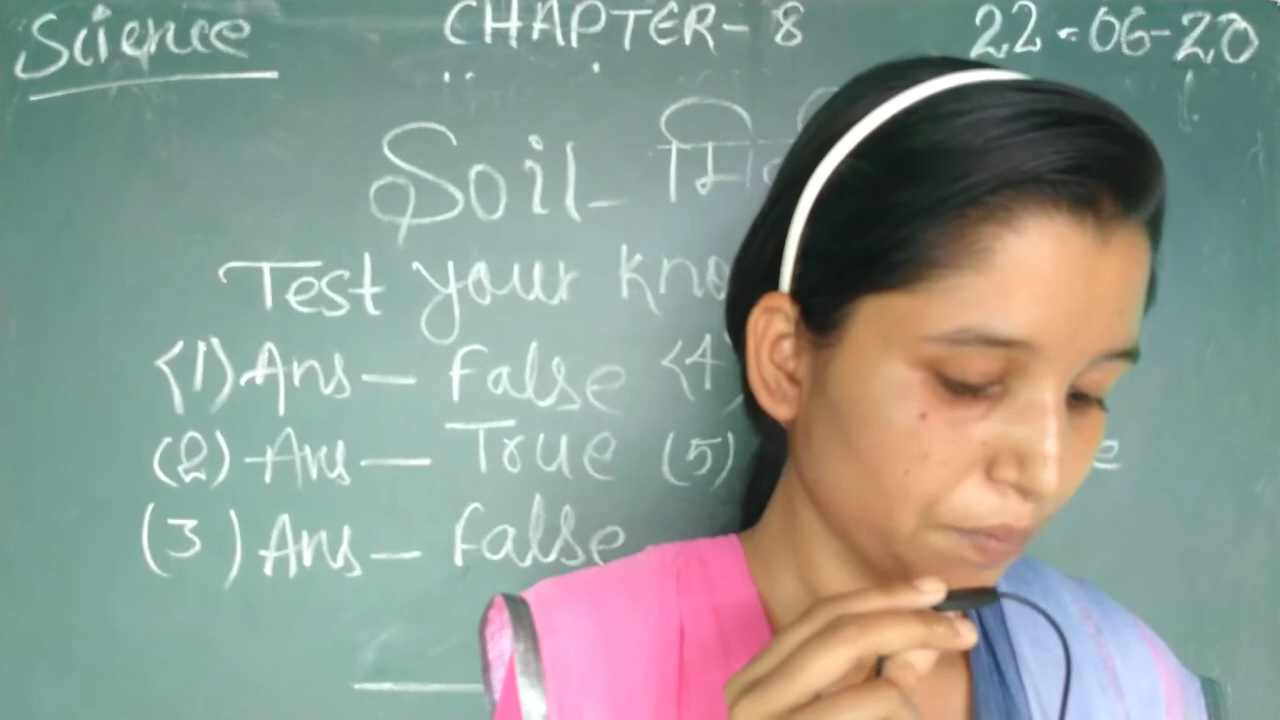 Science CHAPTER-8 22-06-20
Soil-
Test your
(1) Ans — False (4)
(2) Ans — True (5)
(3) Ans — False